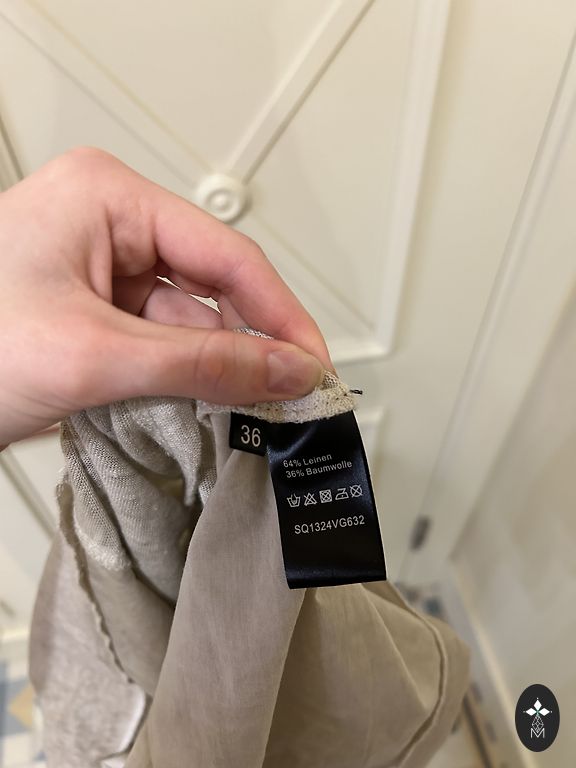 36
64% Leinen
36% Baumwolle
SQ1324VG632
M